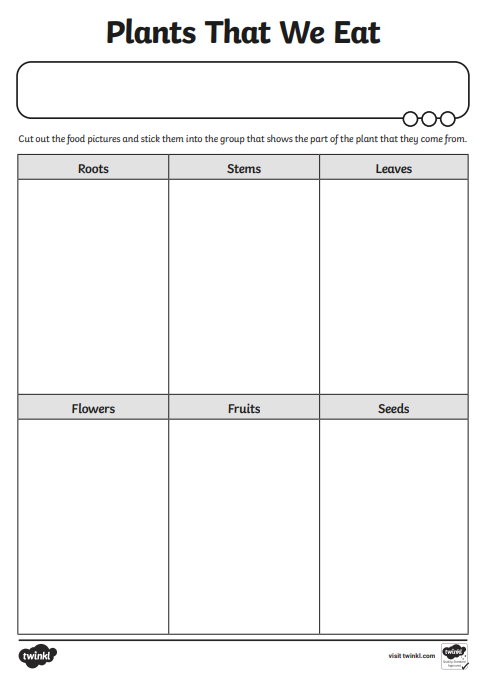 Plants That We Eat
Cut out the food pictures and stick them into the group that shows the part of the plant that they come from.
Roots
Stems
Leaves
Flowers
Fruits
Seeds
twinkl
visit twinkl.com
twinkl